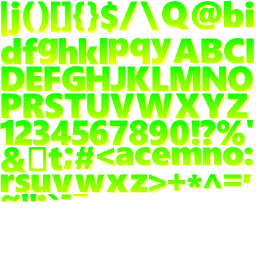 |j()[]{}$/\Q@bi
dfghklpqyABCI
DEFGHJKLMNO
PRSTUVWXYZ
1234567890!?%'
&□t;#<acemno:
rsuvwxz>+*^=
~"